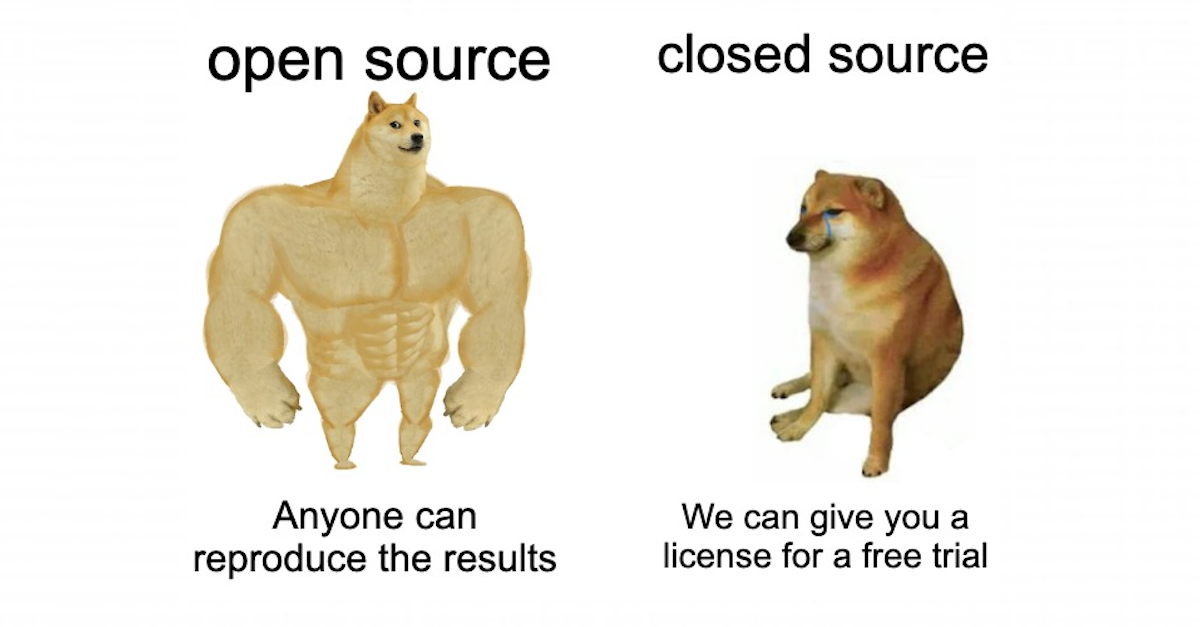 open source
closed source
Anyone can
reproduce the results
We can give you a
license for a free trial